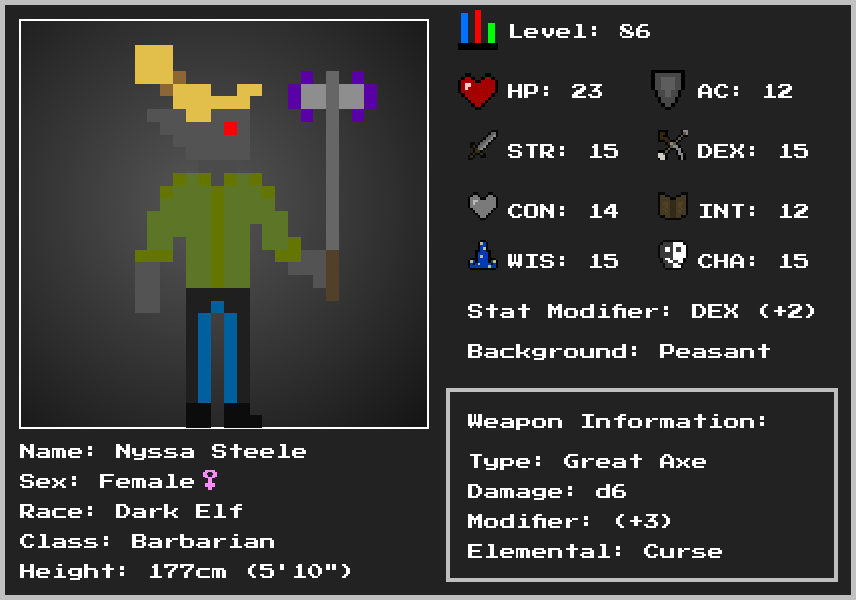 Level: 86
HP: 23 AC: 12
STR: 15 DEX: 15
CON: 14 INT: 12
WIS: 15 CHA: 15
Stat Modifier: DEX (+2)
Background: Peasant
Weapon Information:
Type: Great Axe
Damage: d6
Modifier: (+3)
Elemental: Curse
Name: Nyssa Steele
Sex: Female♀
Race: Dark Elf
Class: Barbarian
Height: 177cm (5'10")